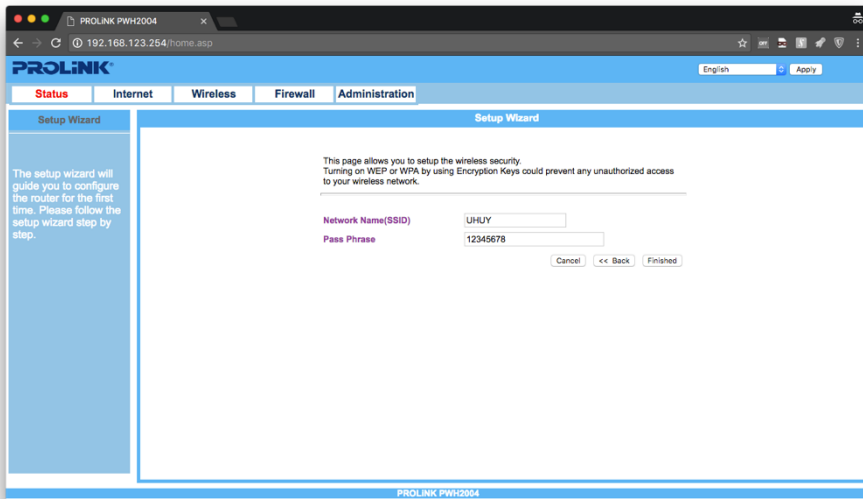 PROLiNK PWH2004
192.168.123.254/home.asp
PROLiNK®
English
Apply
Status
Internet
Wireless
Firewall
Administration
Setup Wizard
The setup wizard will
guide you to configure
the router for the first
time. Please follow the
setup wizard step by
step.
Setup Wizard
This page allows you to setup the wireless security.
Turning on WEP or WPA by using Encryption Keys could prevent any unauthorized access
to your wireless network.
Network Name(SSID)
UHUY
Pass Phrase
12345678
Cancel
<< Back
Finished
PROLiNK PWH2004